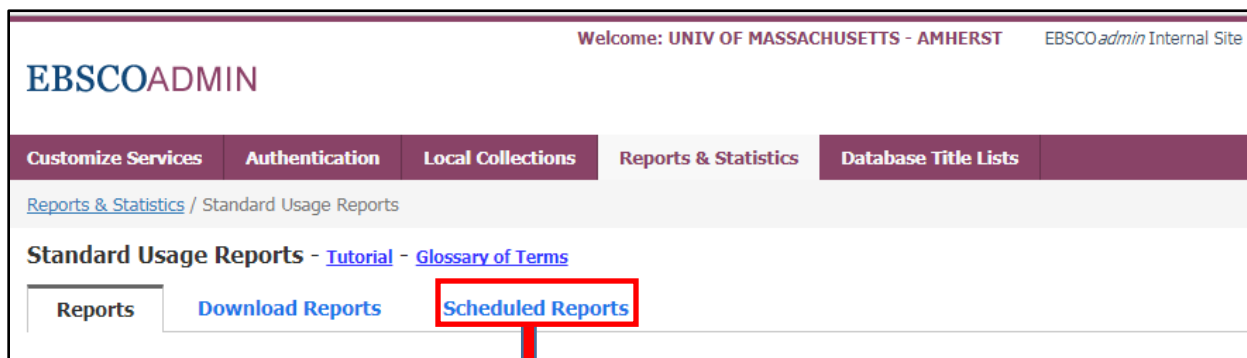 Welcome: UNIV OF MASSACHUSETTS - AMHERST EBSCOadmin Internal Site
EBSCOADMIN
Customize Services Authentication Local Collections Reports & Statistics Database Title Lists
Reports & Statistics / Standard Usage Reports
Standard Usage Reports - Tutorial - Glossary of Terms
Reports Download Reports Scheduled Reports